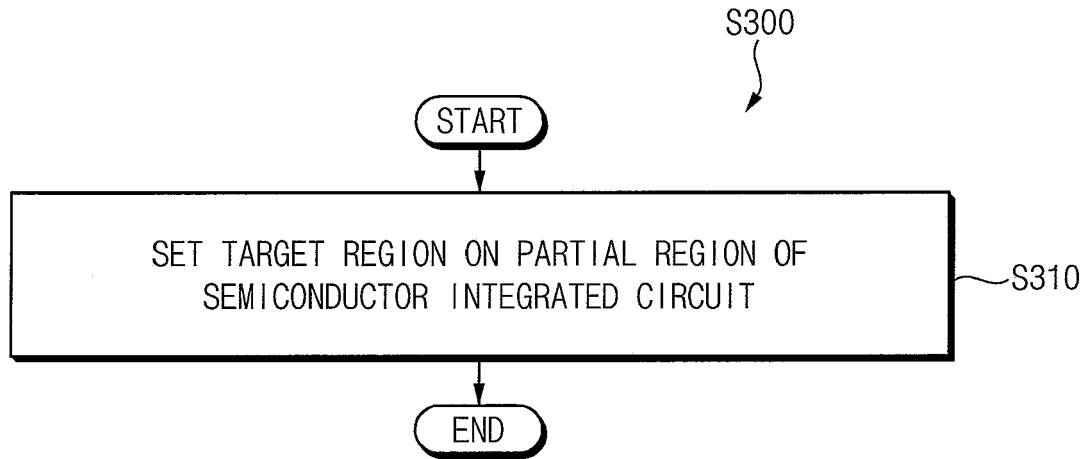 S300
START
SET TARGET REGION ON PARTIAL REGION OF
SEMICONDUCTOR INTEGRATED CIRCUIT
S310
END